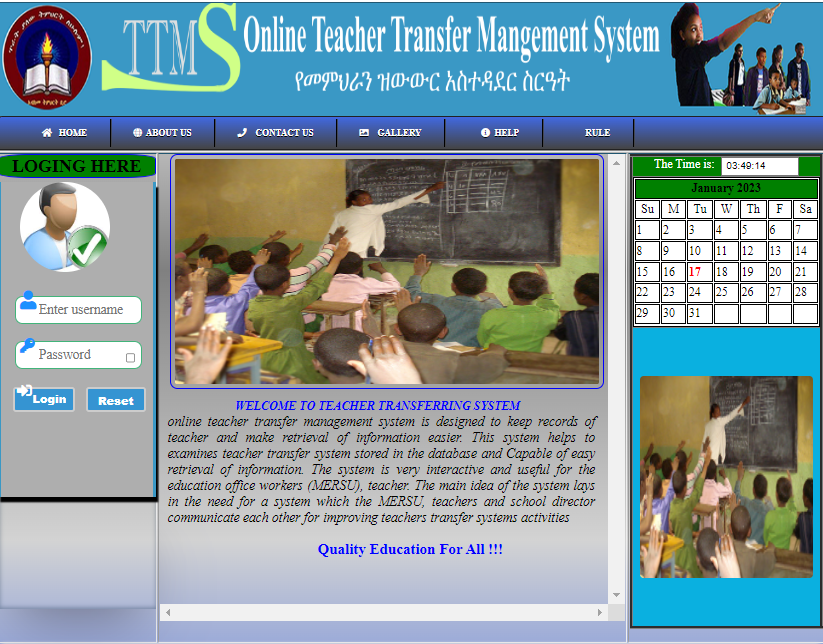 TTMS
Online Teacher Transfer Mangement System
የመምህራን ዝውውር አስተዳደር ስርዓት
HOME
ABOUT US
CONTACT US
GALLERY
HELP
RULE
LOGING HERE
Enter username
Password
Login
Reset
WELCOME TO TEACHER TRANSFERRING SYSTEM
online teacher transfer management system is designed to keep records of
teacher and make retrieval of information easier. This system helps to
examines teacher transfer system stored in the database and Capable of easy
retrieval of information. The system is very interactive and useful for the
education office workers (MERSU), teacher. The main idea of the system lays
in the need for a system which the MERSU, teachers and school director
communicate each other for improving teachers transfer systems activities
Quality Education For All !!!
The Time is: 03:49:14
January 2023
Su M Tu W Th F Sa
1 2 3 4 5 6 7
8 9 10 11 12 13 14
15 16 17 18 19 20 21
22 23 24 25 26 27 28
29 30 31